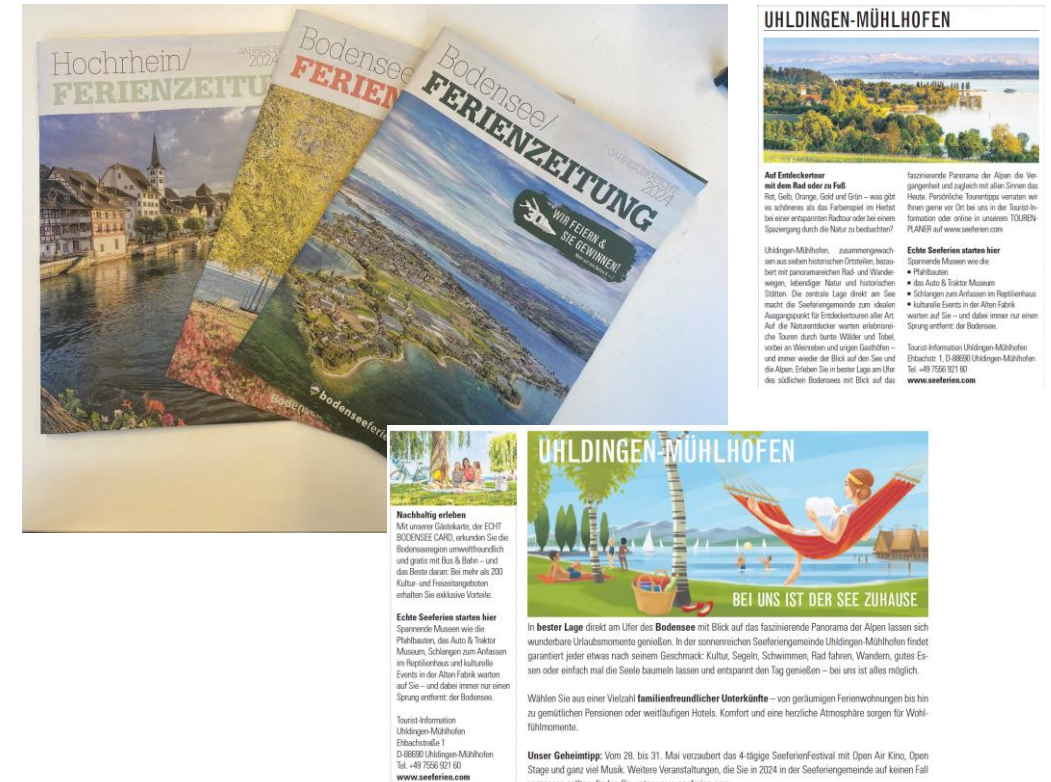 Hochrhein/
FERIENZEITU
2024
Bodensee
FERIEN
Bodensee/
FERIENZEITUNG
JAHRESÜBERSICHT
2024
30
WIR FEIERN &
SIE GEWINNEN!
bodenseeferie
UHLDINGEN-MÜHLHOFEN
Auf Entdeckertour
mit dem Rad oder zu Fuß
Rot, Gelb, Orange, Gold und Grün – was gibt
es schöneres als das Farbenspiel im Herbst
bei einer entspannten Radtour oder bei einem
Spaziergang durch die Natur zu beobachten?
Uhldingen-Mühlhofen, zusammengewach-
sen aus sieben historischen Ortsteilen, bezau-
bert mit panoramareichen Rad- und Wander-
wegen, lebendiger Natur und historischen
Stätten. Die zentrale Lage direkt am See
macht die Seeferiengemeinde zum idealen
Ausgangspunkt für Entdeckertouren aller Art.
Auf die Naturentdecker warten erlebnisrei-
che Touren durch bunte Wälder und Tobel,
vorbei an Weinreben und urigen Gasthöfen –
und immer wieder der Blick auf den See und
die Alpen. Erleben Sie in bester Lage am Ufer
des südlichen Bodensees mit Blick auf das
faszinierende Panorama der Alpen die Ver-
gangenheit und zugleich mit allen Sinnen das
Heute. Persönliche Tourentipps verraten wir
Ihnen gerne vor Ort bei uns in der Tourist-In-
formation oder online in unserem TOUREN-
PLANER auf www.seeferien.com
Echte Seeferien starten hier
Spannende Museen wie die
• Pfahlbauten
• das Auto & Traktor Museum
• Schlangen zum Anfassen im Reptilienhaus
• kulturelle Events in der Alten Fabrik
warten auf Sie – und dabei immer nur einen
Sprung entfernt: der Bodensee.
Tourist-Information Uhldingen-Mühlhofen
Ehbachstr. 1, D-88690 Uhldingen-Mühlhofen
Tel. +49 7556 921 60
www.seeferien.com
Nachhaltig erleben
Mit unserer Gästekarte, der ECHT
BODENSEE CARD, erkunden Sie die
Bodenseeregion umweltfreundlich
und gratis mit Bus & Bahn – und
das Beste daran: Bei mehr als 200
Kultur- und Freizeitangeboten
erhalten Sie exklusive Vorteile.
Echte Seeferien starten hier
Spannende Museen wie die
Pfahlbauten, das Auto & Traktor
Museum, Schlangen zum Anfassen
im Reptilienhaus und kulturelle
Events in der Alten Fabrik warten
auf Sie – und dabei immer nur einen
Sprung entfernt: der Bodensee.
Tourist-Information
Uhldingen-Mühlhofen
Ehbachstraße 1
D-88690 Uhldingen-Mühlhofen
Tel. +49 7556 921 60
www.seeferien.com
UHLDINGEN-MÜHLHOFEN
BEI UNS IST DER SEE ZUHAUSE
In bester Lage direkt am Ufer des Bodensee mit Blick auf das faszinierende Panorama der Alpen lassen sich
wunderbare Urlaubsmomente genießen. In der sonnenreichen Seeferiengemeinde Uhldingen-Mühlhofen findet
garantiert jeder etwas nach seinem Geschmack: Kultur, Segeln, Schwimmen, Rad fahren, Wandern, gutes Es-
sen oder einfach mal die Seele baumeln lassen und entspannt den Tag genießen – bei uns ist alles möglich.
Wählen Sie aus einer Vielzahl familienfreundlicher Unterkünfte – von geräumigen Ferienwohnungen bis hin
zu gemütlichen Pensionen oder weitläufigen Hotels. Komfort und eine herzliche Atmosphäre sorgen für Wohl-
fühlmomente.
Unser Geheimtipp: Vom 28. bis 31. Mai verzaubert das 4-tägige SeeferienFestival mit Open Air Kino, Open
Stage und ganz viel Musik. Weitere Veranstaltungen, die Sie in 2024 in der Seeferiengemeinde auf keinen Fall